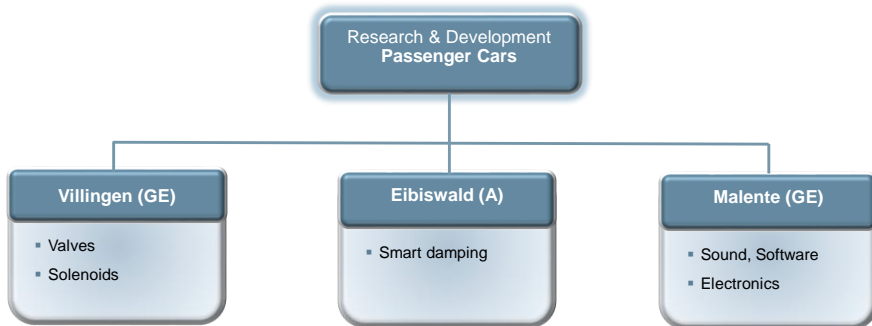 Research & Development
Passenger Cars
Villingen (GE)
▪ Valves
▪ Solenoids
Eibiswald (A)
▪ Smart damping
Malente (GE)
▪ Sound, Software
▪ Electronics